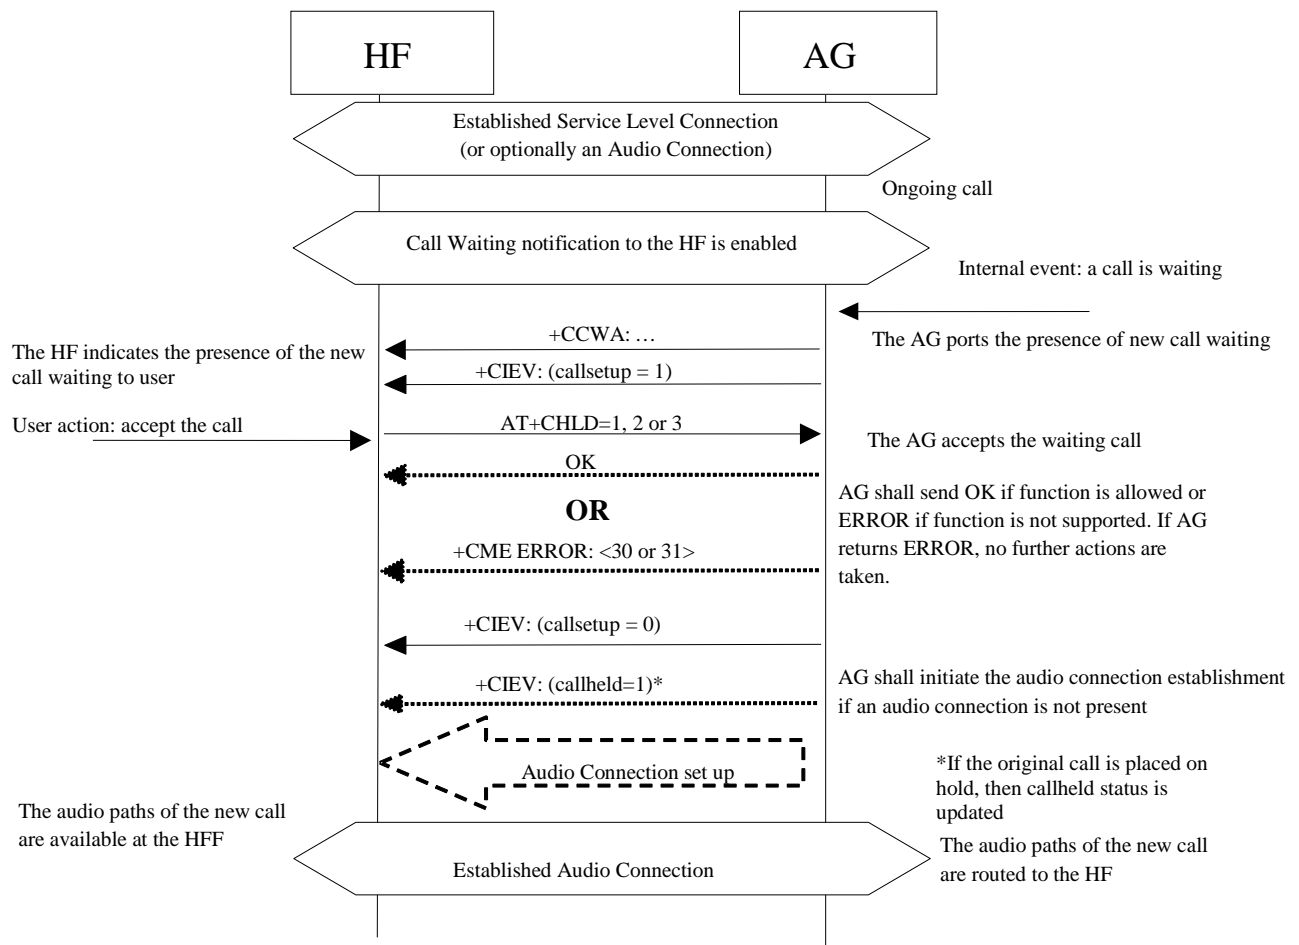 HF
AG
Established Service Level Connection
(or optionally an Audio Connection)
Ongoing call
Call Waiting notification to the HF is enabled
Internal event: a call is waiting
+CCWA: …
The AG ports the presence of new call waiting
The HF indicates the presence of the new
call waiting to user
+CIEV: (callsetup = 1)
User action: accept the call
AT+CHLD=1, 2 or 3
The AG accepts the waiting call
OK
AG shall send OK if function is allowed or
ERROR if function is not supported. If AG
returns ERROR, no further actions are
taken.
OR
+CME ERROR: <30 or 31>
+CIEV: (callsetup = 0)
+CIEV: (callheld=1)*
AG shall initiate the audio connection establishment
if an audio connection is not present
Audio Connection set up
*If the original call is placed on
hold, then callheld status is
updated
The audio paths of the new call
are available at the HFF
The audio paths of the new call
are routed to the HF
Established Audio Connection